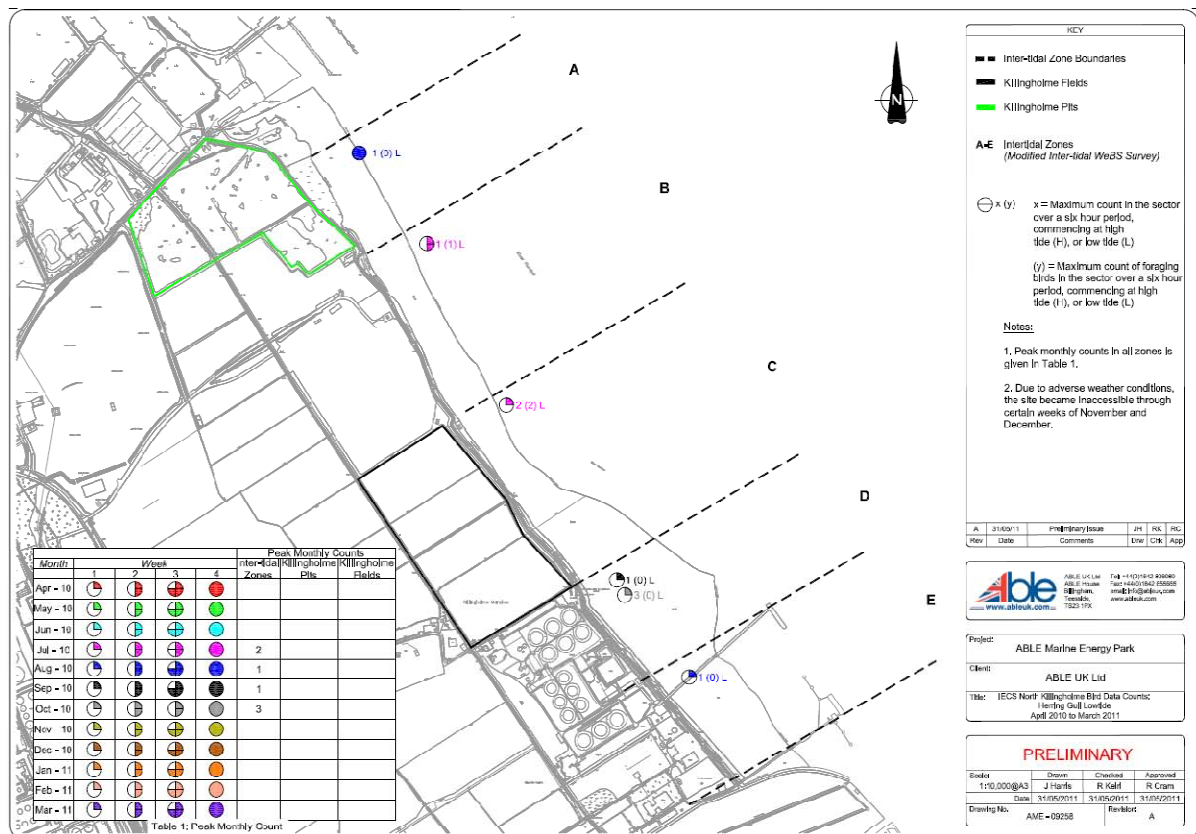 A
N
1 (0) L
B
1 (1) L
C
2 (2) L
D
1 (0) L
3 (0) L
E
1 (0) L
KEY
Inter-tidal Zone Boundaries
Killingholme Fields
Killingholme Pits
A-E Intertidal Zones
(Modified Inter-tidal WeBS Survey)
x (y) x = Maximum count in the sector
over a six hour period,
commencing at high
tide (H), or low tide (L)
(y) = Maximum count of foraging
birds in the sector over a six hour
period, commencing at high
tide (H), or low tide (L)
Notes:
1. Peak monthly counts in all zones is
given in Table 1.
2. Due to adverse weather conditions,
the site became inaccessible through
certain weeks of November and
December.
A 31/05/11 Preliminary Issue JH RK RC
Rev Date Comments Drw Chk App
Able
www.ableuk.com
ABLE UK Ltd
ABLE House
Billingham,
Teesside,
TS23 1PX
www.ableuk.com
Project:
ABLE Marine Energy Park
Client:
ABLE UK Ltd
Title: IECS North Killingholme Bird Data Counts:
Herring Gull Lowtide
April 2010 to March 2011
PRELIMINARY
Scale: Drawn Checked Approved
1:10,000@A3 J Harris R Keirl R Cram
Date 31/05/2011 31/05/2011 31/05/2011
Drawing No. Revision:
AME - 09258 A
Peak Monthly Counts
Month Week Inter-tidal Killingholme Killingholme
1 2 3 4 Zones Pits Fields
Apr - 10
May - 10
Jun - 10
Jul - 10 2
Aug - 10 1
Sep - 10 1
Oct - 10 3
Nov - 10
Dec - 10
Jan - 11
Feb - 11
Mar - 11
Table 1: Peak Monthly Count